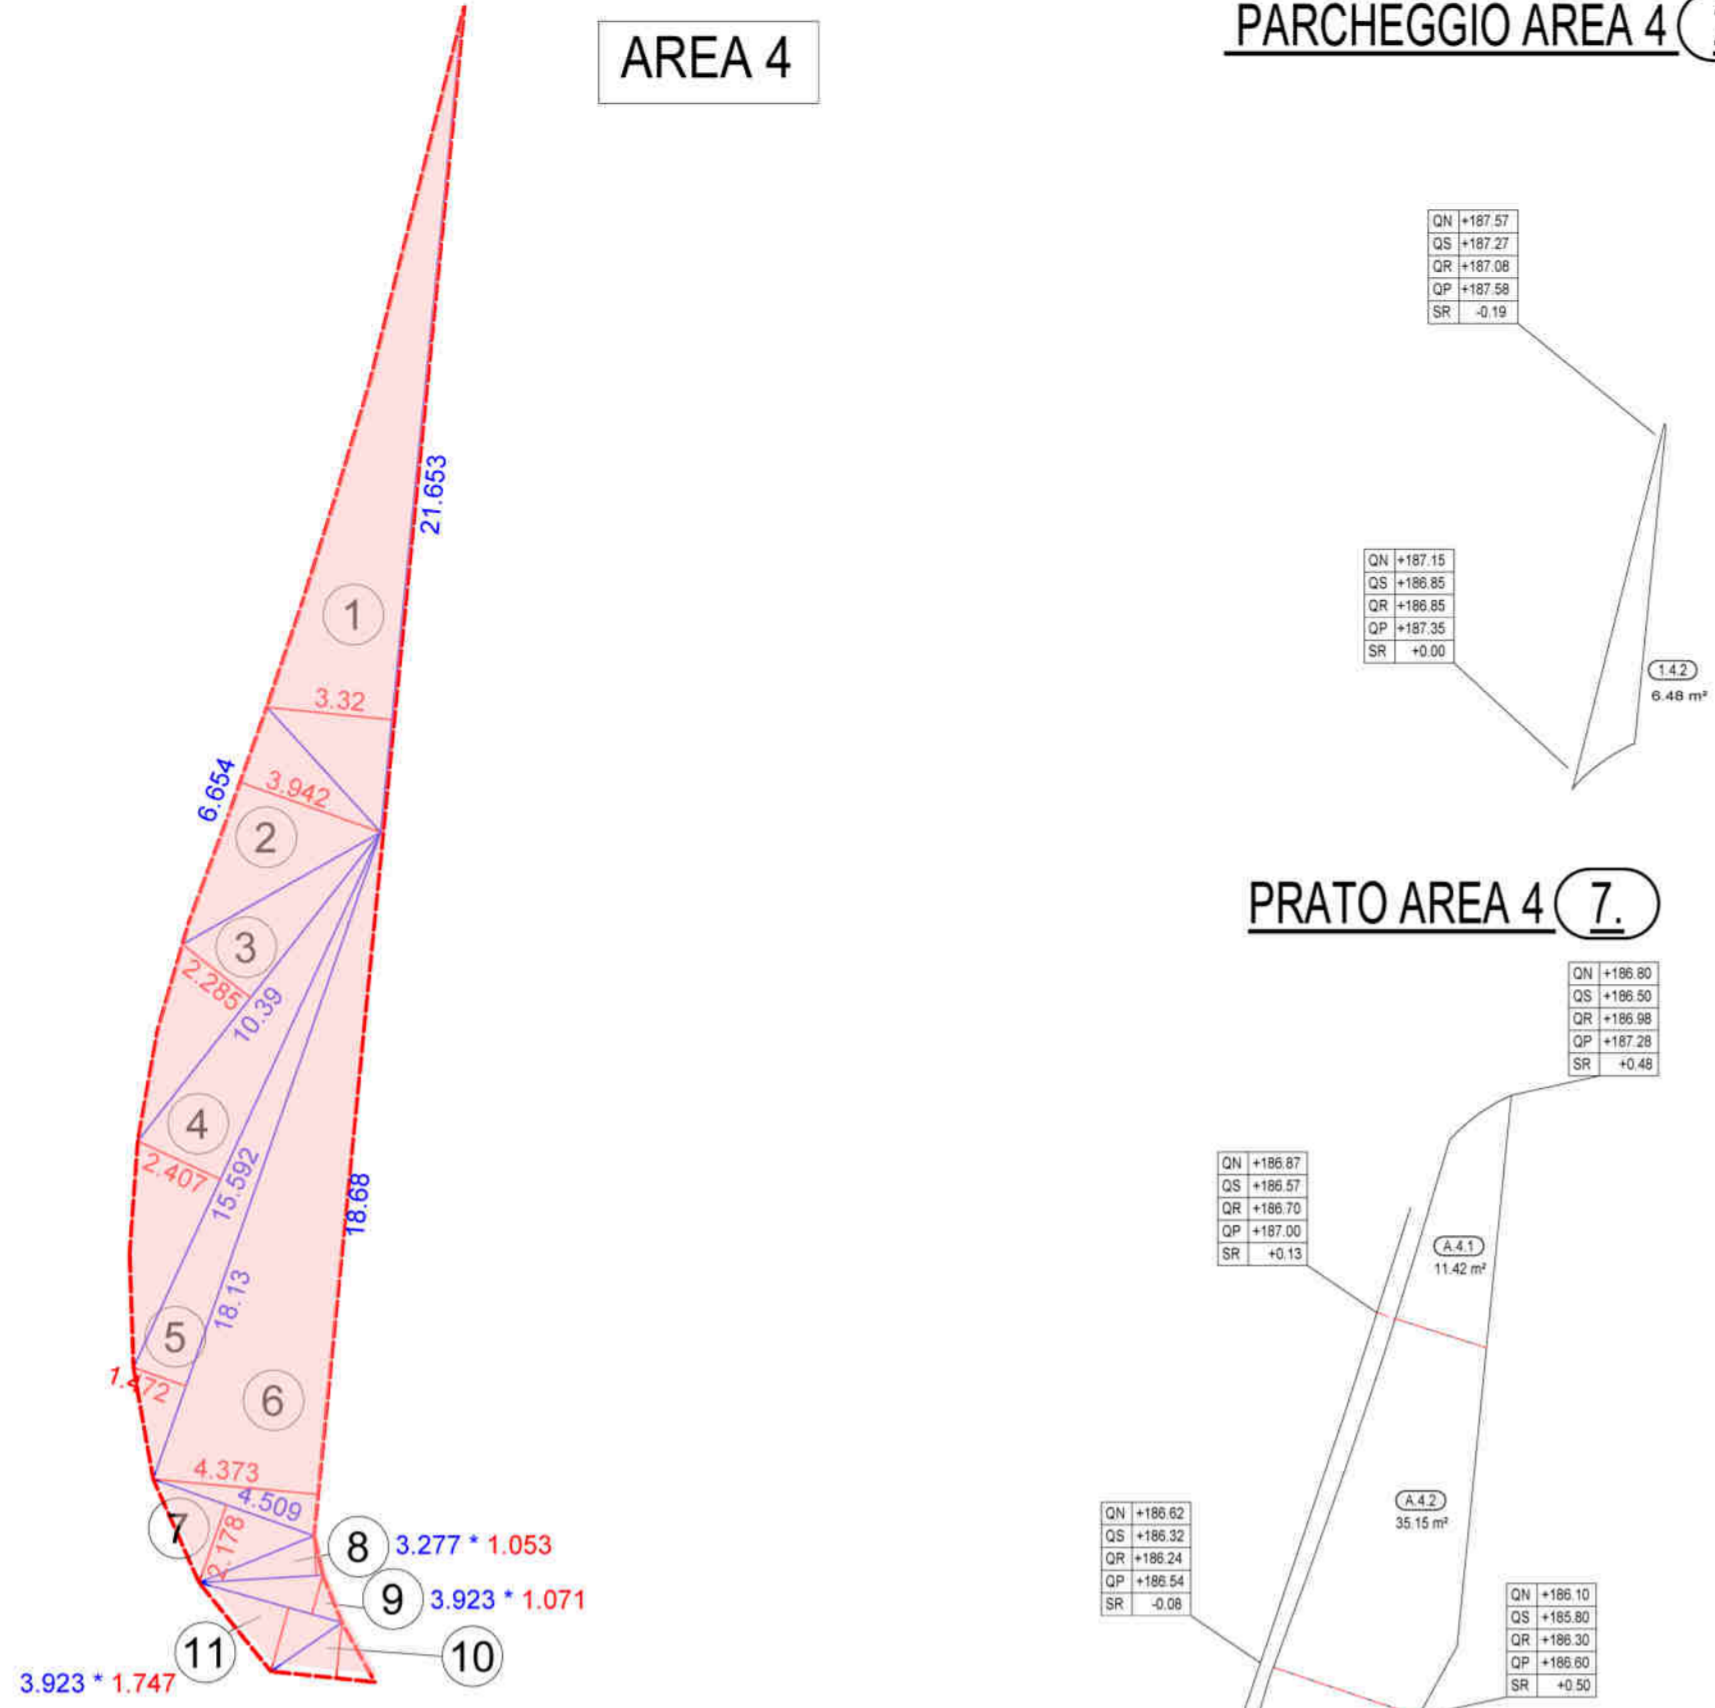 AREA 4
21.653
1
3.32
6.654
3.942
2
3
2.285
10.39
4
2.407
15.592
18.68
18.13
5
1.472
6
4.373
4.509
7
2.178
8
3.277 * 1.053
9
3.923 * 1.071
11
10
3.923 * 1.747
PARCHEGGIO AREA 4
QN +187.57
QS +187.27
QR +187.08
QP +187.58
SR -0.19
QN +187.15
QS +186.85
QR +186.85
QP +187.35
SR +0.00
1.4.2
6.48 m²
PRATO AREA 4 7.
QN +186.80
QS +186.50
QR +186.98
QP +187.28
SR +0.48
QN +186.87
QS +186.57
QR +186.70
QP +187.00
SR +0.13
A.4.1
11.42 m²
A.4.2
35.15 m²
QN +186.62
QS +186.32
QR +186.24
QP +186.54
SR -0.08
QN +186.10
QS +185.80
QR +186.30
QP +186.60
SR +0.50